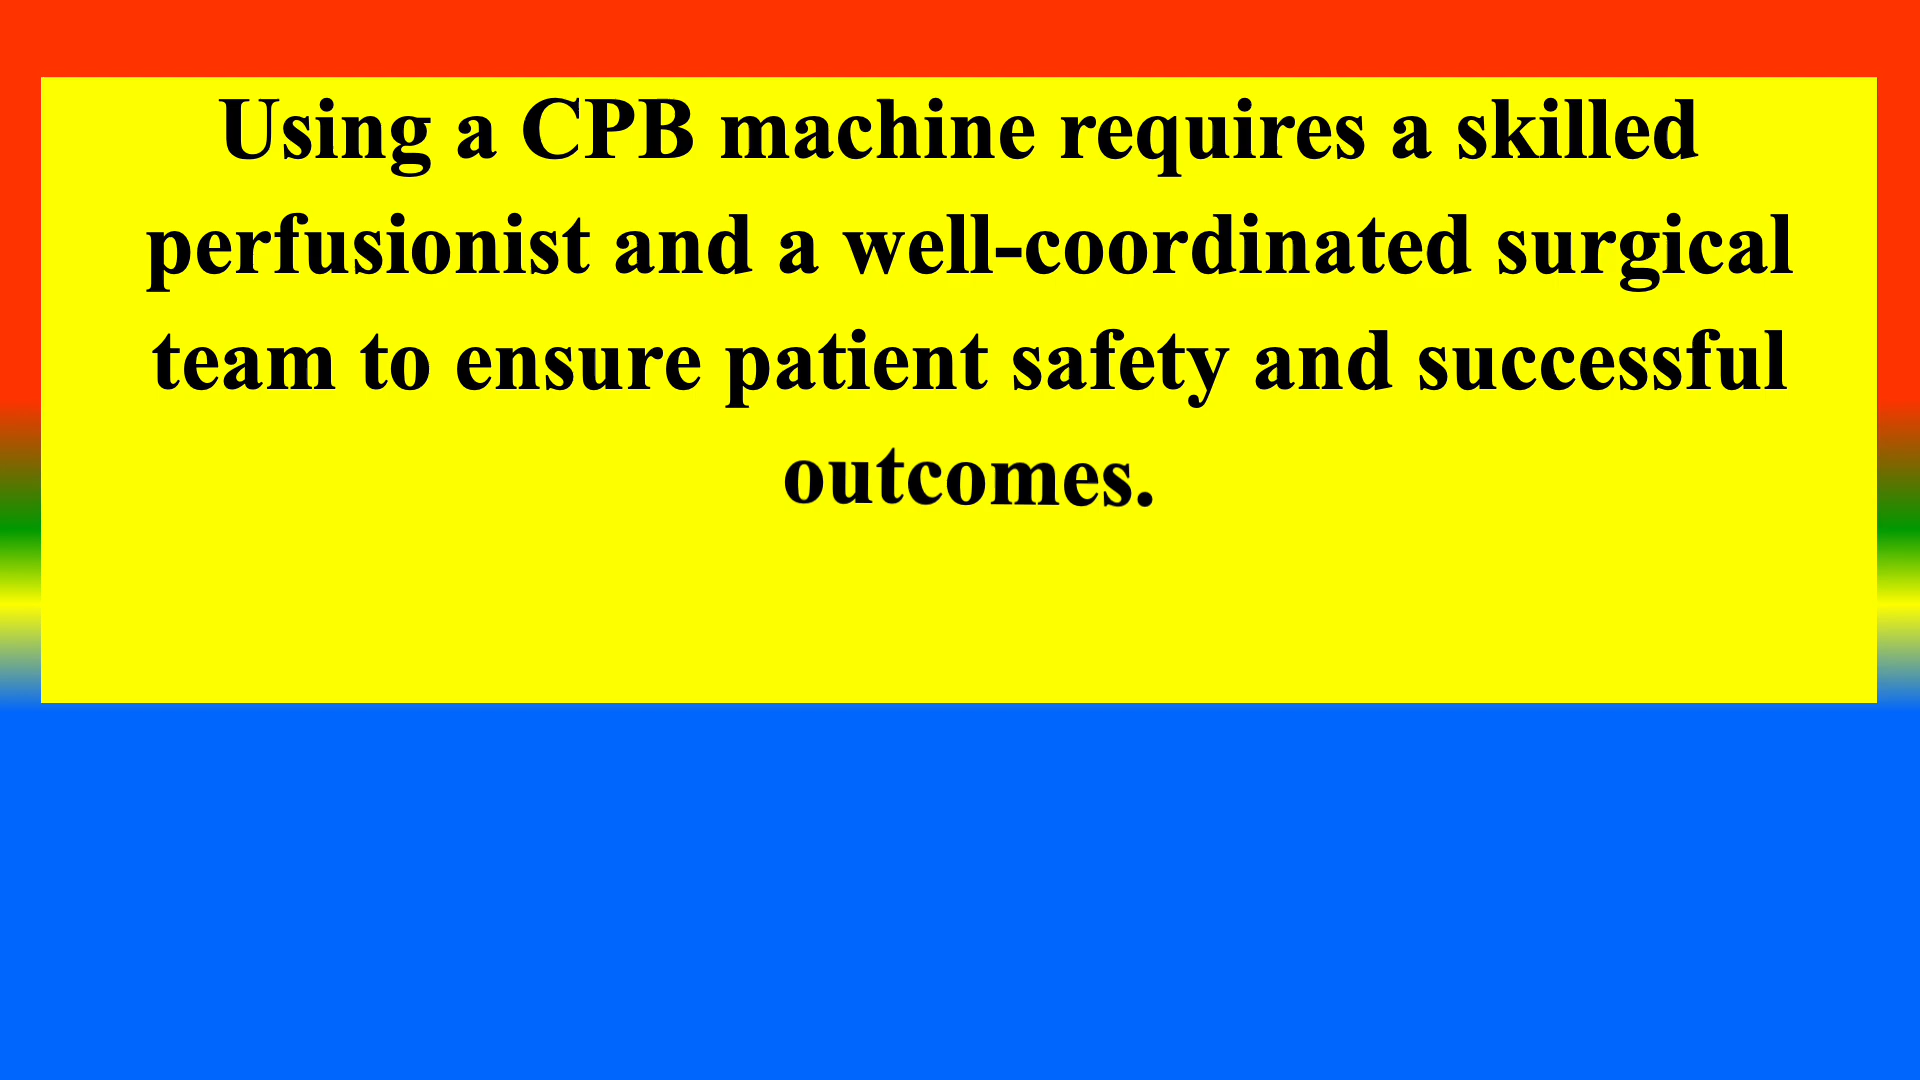 Using a CPB machine requires a skilled
perfusionist and a well-coordinated surgical
team to ensure patient safety and successful
outcomes.